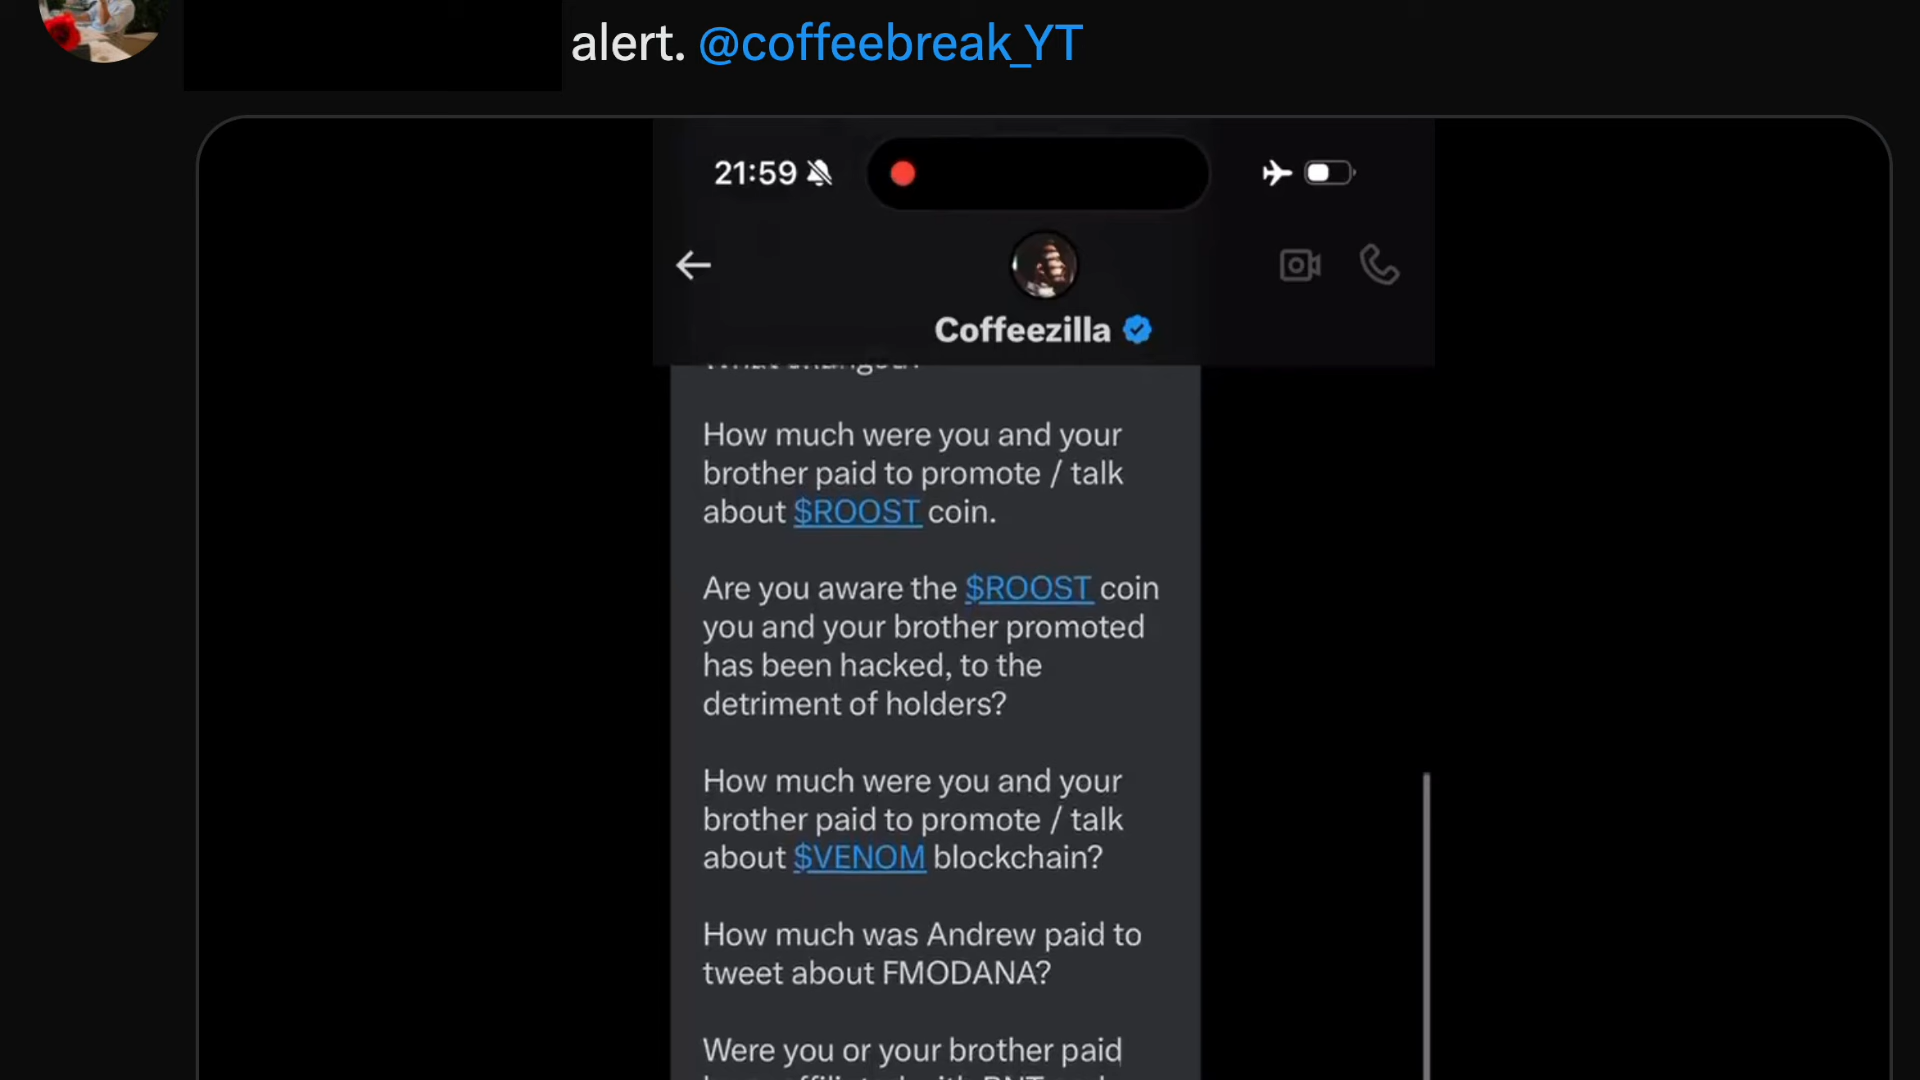 alert. @coffeebreak_YT
21:59
Coffeezilla
How much were you and your
brother paid to promote / talk
about $ROOST coin.
Are you aware the $ROOST coin
you and your brother promoted
has been hacked, to the
detriment of holders?
How much were you and your
brother paid to promote / talk
about $VENOM blockchain?
How much was Andrew paid to
tweet about FMODANA?
Were you or your brother paid